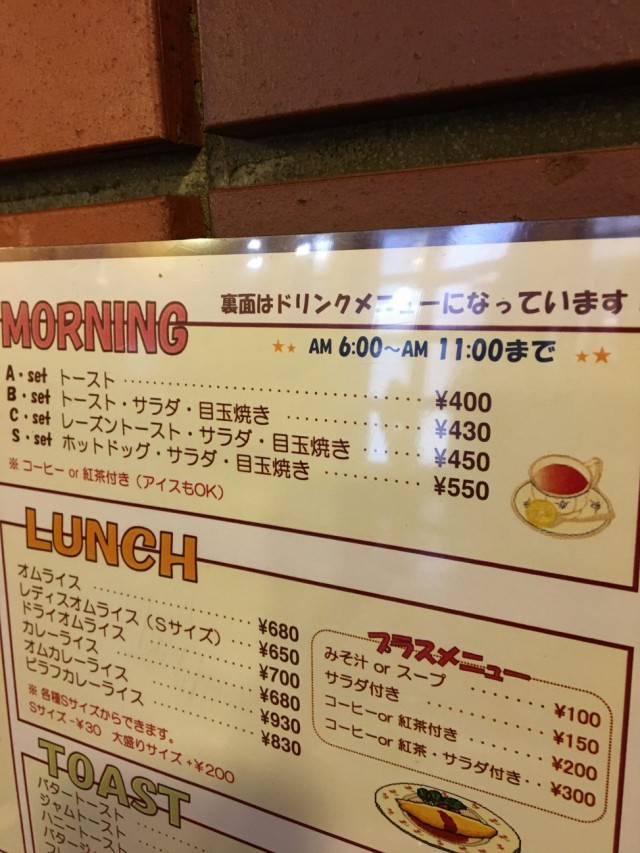 裏面はドリンクメニューになっています
MORNING
★★ AM 6:00〜AM 11:00まで ★★
A・set トースト ¥400
B・set トースト・サラダ・目玉焼き ¥430
C・set レーズントースト・サラダ・目玉焼き ¥450
S・set ホットドッグ・サラダ・目玉焼き ¥550
※ コーヒー or 紅茶付き（アイスもOK）
LUNCH
オムライス ¥680
レディスオムライス（Sサイズ） ¥650
ドライオムライス ¥700
カレーライス ¥680
オムカレーライス ¥930
ピラフカレーライス ¥830
※ 各種Sサイズからできます。
Sサイズ -¥30 大盛りサイズ +¥200
プラスメニュー
みそ汁 or スープ ¥100
サラダ付き ¥150
コーヒーor 紅茶付き ¥200
コーヒーor 紅茶・サラダ付き ¥300
TOAST
バタートースト
ジャムトースト
ハニートースト